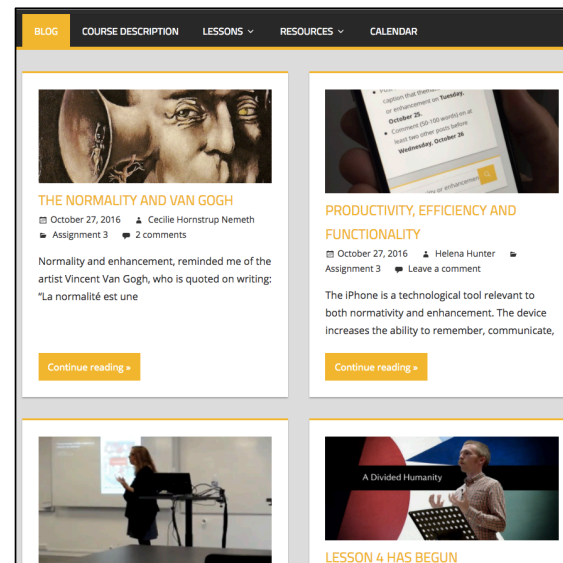 BLOG COURSE DESCRIPTION LESSONS RESOURCES CALENDAR
THE NORMALITY AND VAN GOGH
October 27, 2016 Cecilie Hornstrup Nemeth
Assignment 3 2 comments
Normality and enhancement, reminded me of the
artist Vincent Van Gogh, who is quoted on writing:
"La normalité est une
Continue reading »
caption that
or enhancement on Tuesday,
October 25.
Comment (50-100 words) on at
least two other posts before
Wednesday, October 26
or enhancement
PRODUCTIVITY, EFFICIENCY AND
FUNCTIONALITY
October 27, 2016 Helena Hunter
Assignment 3 Leave a comment
The iPhone is a technological tool relevant to
both normativity and enhancement. The device
increases the ability to remember, communicate,
Continue reading »
A Divided Humanity
LESSON 4 HAS BEGUN